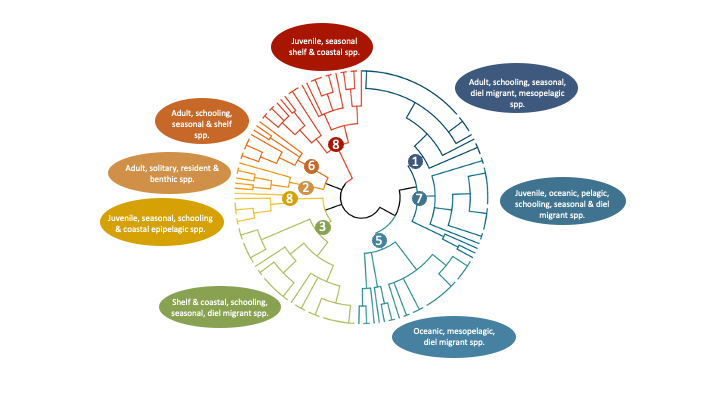 Juvenile, seasonal
shelf & coastal spp.
Adult, schooling, seasonal,
diel migrant, mesopelagic
spp.
Adult, schooling,
seasonal & shelf
spp.
8
1
6
Adult, solitary, resident &
benthic spp.
2
8
7
Juvenile, oceanic, pelagic,
schooling, seasonal & diel
migrant spp.
Juvenile, seasonal, schooling
& coastal epipelagic spp.
3
5
Shelf & coastal, schooling,
seasonal, diel migrant spp.
Oceanic, mesopelagic,
diel migrant spp.